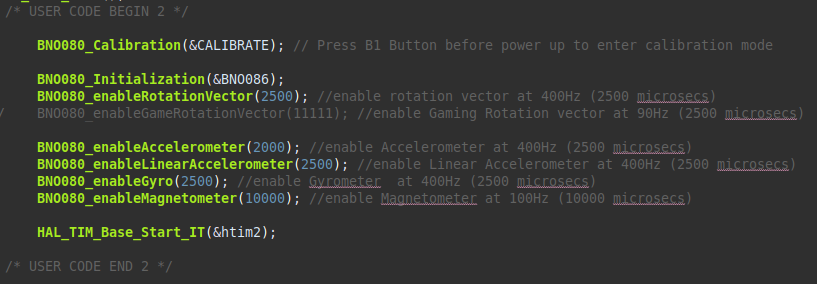 /* USER CODE BEGIN 2 */
BNO080_Calibration(&CALIBRATE); // Press B1 Button before power up to enter calibration mode
BNO080_Initialization(&BNO086);
BNO080_enableRotationVector(2500); //enable rotation vector at 400Hz (2500 microsecs)
/ BNO080_enableGameRotationVector(11111); //enable Gaming Rotation vector at 90Hz (2500 microsecs)
BNO080_enableAccelerometer(2000); //enable Accelerometer at 400Hz (2500 microsecs)
BNO080_enableLinearAccelerometer(2500); //enable Linear Accelerometer at 400Hz (2500 microsecs)
BNO080_enableGyro(2500); //enable Gyrometer  at 400Hz (2500 microsecs)
BNO080_enableMagnetometer(10000); //enable Magnetometer at 100Hz (10000 microsecs)
HAL_TIM_Base_Start_IT(&htim2);
/* USER CODE END 2 */